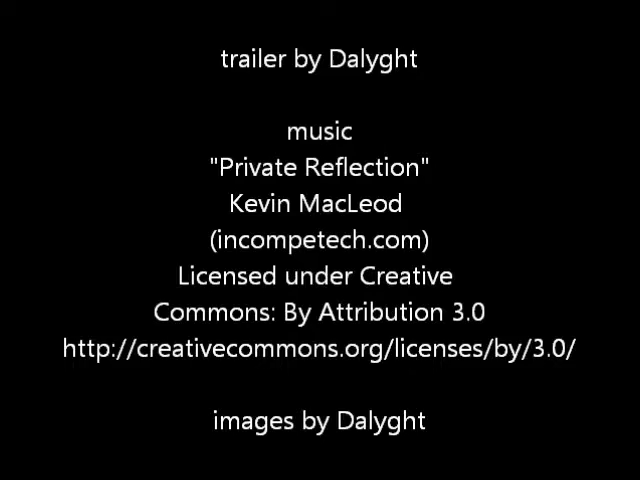 trailer by Dalyght
music
"Private Reflection"
Kevin MacLeod
(incompetech.com)
Licensed under Creative
Commons: By Attribution 3.0
http://creativecommons.org/licenses/by/3.0/
images by Dalyght